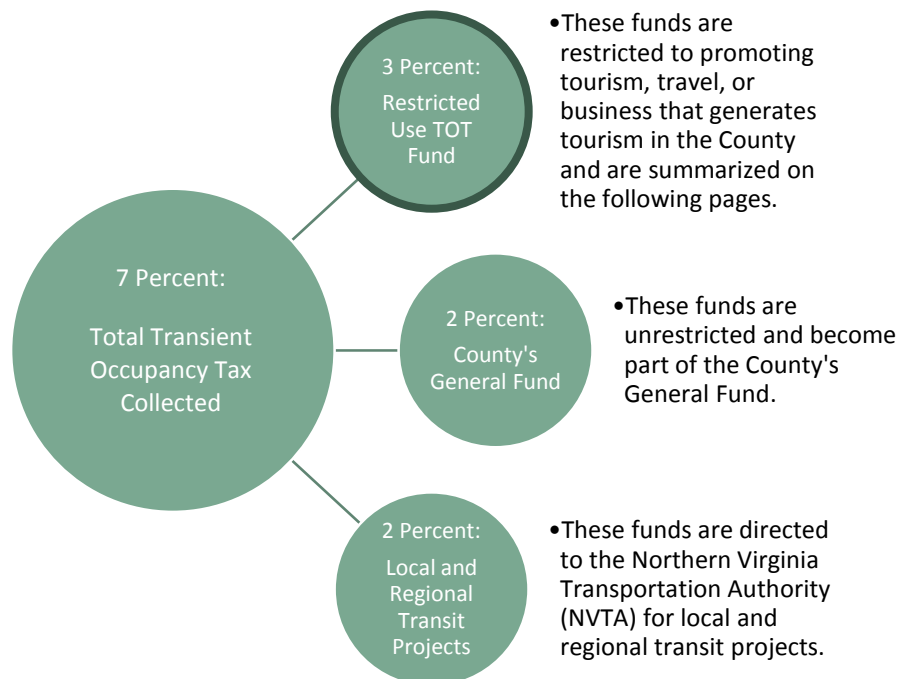 7 Percent:
Total Transient
Occupancy Tax
Collected
3 Percent:
Restricted
Use TOT
Fund
•These funds are
restricted to promoting
tourism, travel, or
business that generates
tourism in the County
and are summarized on
the following pages.
2 Percent:
County's
General Fund
•These funds are
unrestricted and become
part of the County's
General Fund.
2 Percent:
Local and
Regional
Transit
Projects
•These funds are directed
to the Northern Virginia
Transportation Authority
(NVTA) for local and
regional transit projects.